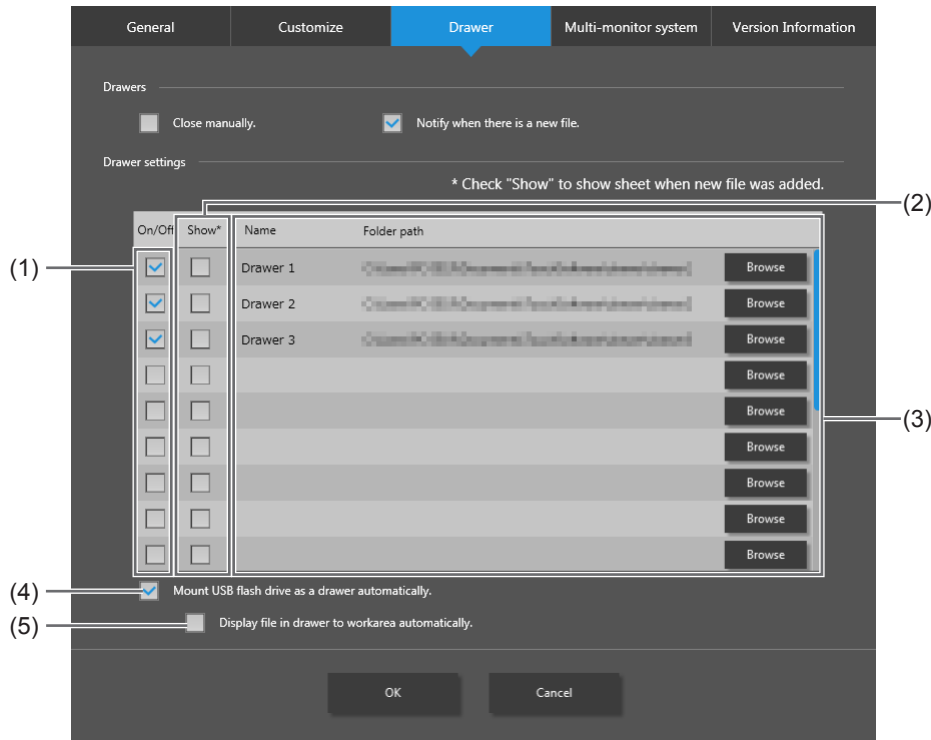 General Customize Drawer Multi-monitor system Version Information
Drawers
Close manually. Notify when there is a new file.
Drawer settings
* Check "Show" to show sheet when new file was added.
(2)
On/Off Show* Name Folder path
(1) Drawer 1 Browse
Drawer 2 Browse
Drawer 3 Browse
Browse
Browse
(3)
Browse
Browse
Browse
Browse
(4) Mount USB flash drive as a drawer automatically.
(5) Display file in drawer to workarea automatically.
OK Cancel